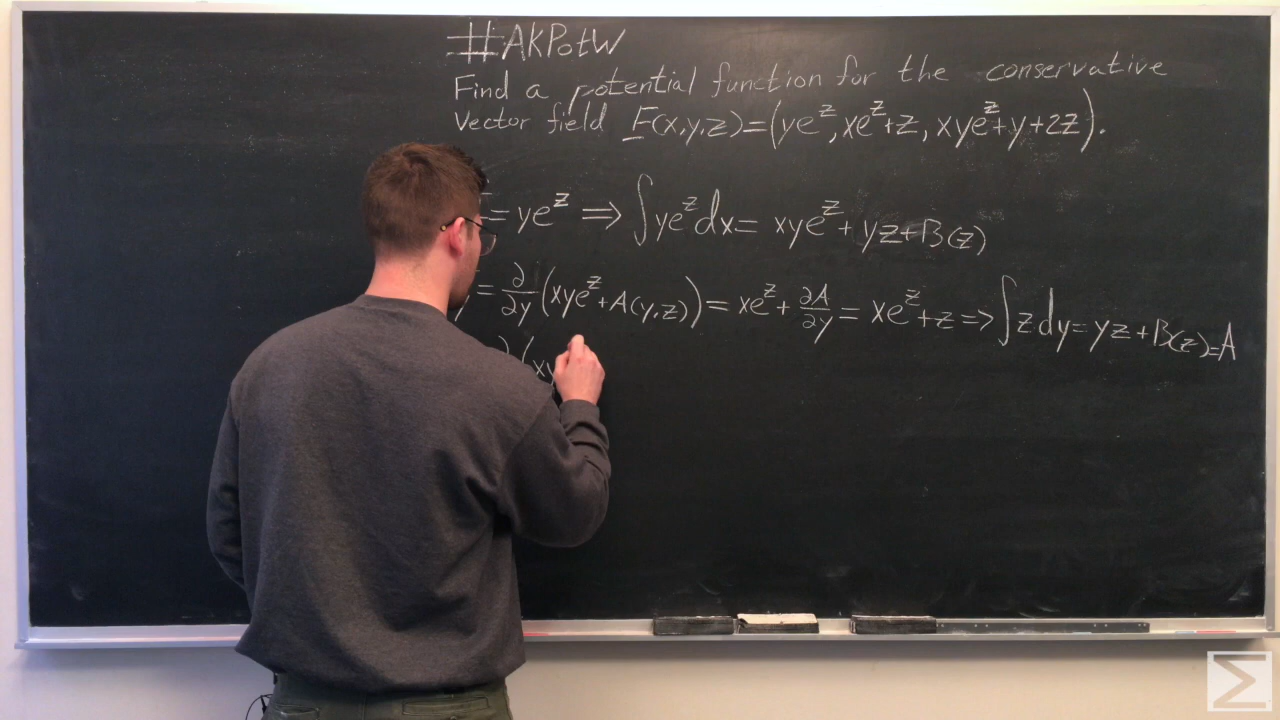 #AKPotW
Find a potential function for the conservative
vector field F(x,y,z)=(ye^z, xe^z+z, xye^z+y+2z).
=ye^z ⇒ ∫ye^z dx= xye^z+yz+B(z)
= ∂/∂y (xye^z+A(y,z)) = xe^z + ∂A/∂y = xe^z+z ⇒ ∫z dy= yz+B(z)=A
(xy
Σ